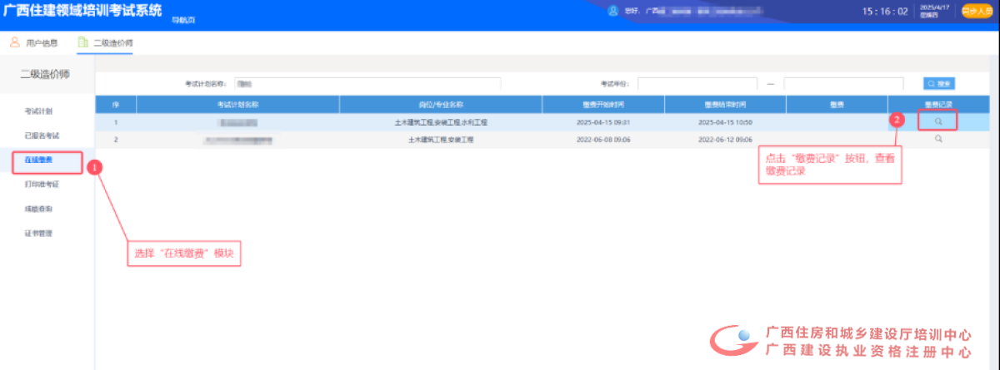 广西住建领域培训考试系统
导航页
您好，广西
15:16:02
2025/4/17
星期四
同步人员
用户信息
二级造价师
二级造价师
考试计划
已报名考试
在线缴费
打印准考证
成绩查询
证书管理
考试计划名称：
考试年份：
—
搜索
序 考试计划名称 岗位/专业名称 缴费开始时间 缴费结束时间 缴费 缴费记录
1 土木建筑工程,安装工程,水利工程 2025-04-15 09:31 2025-04-15 10:50
2 土木建筑工程,安装工程 2022-06-08 09:06 2022-06-12 09:06
1
2
点击“缴费记录”按钮，查看
缴费记录
选择“在线缴费”模块
广西住房和城乡建设厅培训中心
广西建设执业资格注册中心